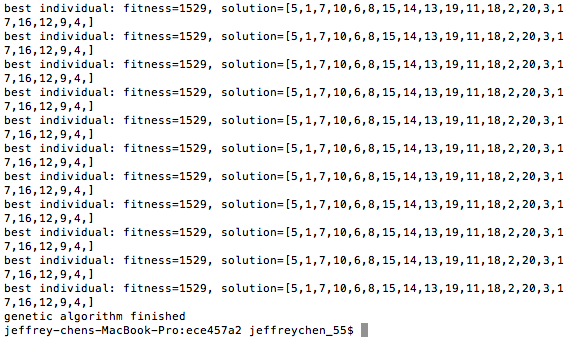 best individual: fitness=1529, solution=[5,1,7,10,6,8,15,14,13,19,11,18,2,20,3,1
7,16,12,9,4,]
best individual: fitness=1529, solution=[5,1,7,10,6,8,15,14,13,19,11,18,2,20,3,1
7,16,12,9,4,]
best individual: fitness=1529, solution=[5,1,7,10,6,8,15,14,13,19,11,18,2,20,3,1
7,16,12,9,4,]
best individual: fitness=1529, solution=[5,1,7,10,6,8,15,14,13,19,11,18,2,20,3,1
7,16,12,9,4,]
best individual: fitness=1529, solution=[5,1,7,10,6,8,15,14,13,19,11,18,2,20,3,1
7,16,12,9,4,]
best individual: fitness=1529, solution=[5,1,7,10,6,8,15,14,13,19,11,18,2,20,3,1
7,16,12,9,4,]
best individual: fitness=1529, solution=[5,1,7,10,6,8,15,14,13,19,11,18,2,20,3,1
7,16,12,9,4,]
best individual: fitness=1529, solution=[5,1,7,10,6,8,15,14,13,19,11,18,2,20,3,1
7,16,12,9,4,]
best individual: fitness=1529, solution=[5,1,7,10,6,8,15,14,13,19,11,18,2,20,3,1
7,16,12,9,4,]
best individual: fitness=1529, solution=[5,1,7,10,6,8,15,14,13,19,11,18,2,20,3,1
7,16,12,9,4,]
best individual: fitness=1529, solution=[5,1,7,10,6,8,15,14,13,19,11,18,2,20,3,1
7,16,12,9,4,]
genetic algorithm finished
jeffrey-chens-MacBook-Pro:ece457a2 jeffreychen_55$